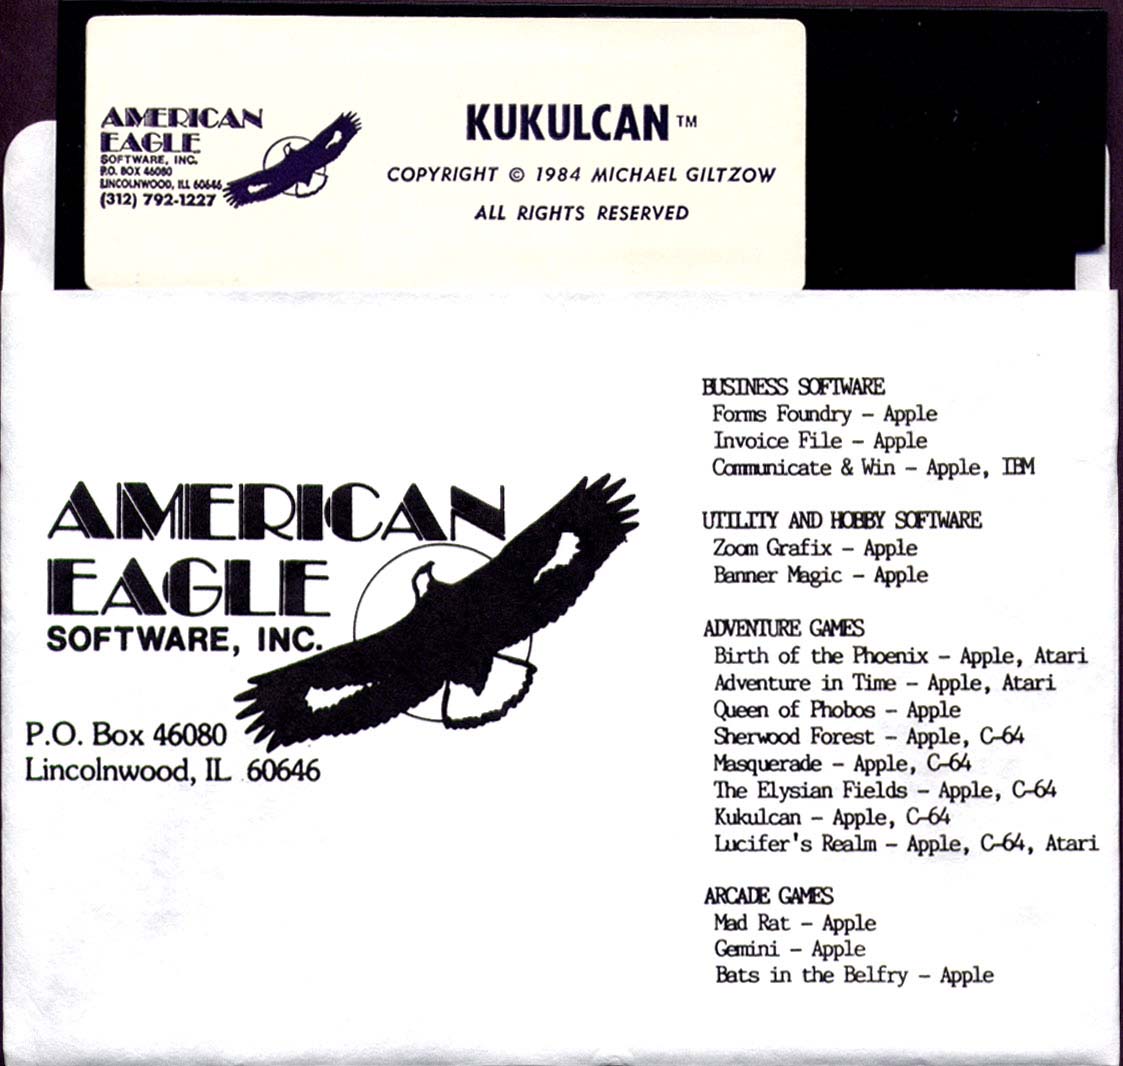 AMERICAN
EAGLE
SOFTWARE, INC.
P.O. BOX 46080
LINCOLNWOOD, ILL 60646
(312) 792-1227
KUKULCAN™
COPYRIGHT © 1984 MICHAEL GILTZOW
ALL RIGHTS RESERVED
AMERICAN
EAGLE
SOFTWARE, INC.
P.O. Box 46080
Lincolnwood, IL 60646
BUSINESS SOFTWARE
Forms Foundry - Apple
Invoice File - Apple
Communicate & Win - Apple, IBM
UTILITY AND HOBBY SOFTWARE
Zoom Grafix - Apple
Banner Magic - Apple
ADVENTURE GAMES
Birth of the Phoenix - Apple, Atari
Adventure in Time - Apple, Atari
Queen of Phobos - Apple
Sherwood Forest - Apple, C-64
Masquerade - Apple, C-64
The Elysian Fields - Apple, C-64
Kukulcan - Apple, C-64
Lucifer's Realm - Apple, C-64, Atari
ARCADE GAMES
Mad Rat - Apple
Gemini - Apple
Bats in the Belfry - Apple